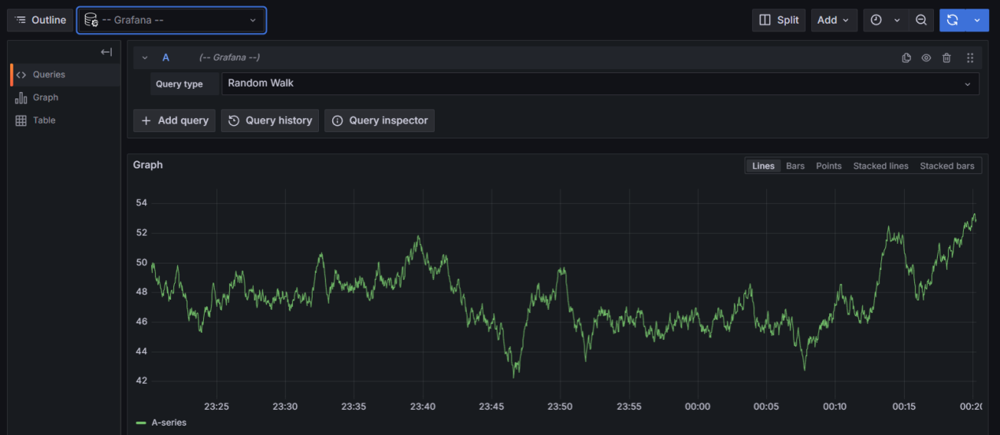 Outline -- Grafana -- Split Add
Queries
Graph
Table
A (-- Grafana --)
Query type Random Walk
Add query Query history Query inspector
Graph Lines Bars Points Stacked lines Stacked bars
54
52
50
48
46
44
42
23:25 23:30 23:35 23:40 23:45 23:50 23:55 00:00 00:05 00:10 00:15 00:20
A-series